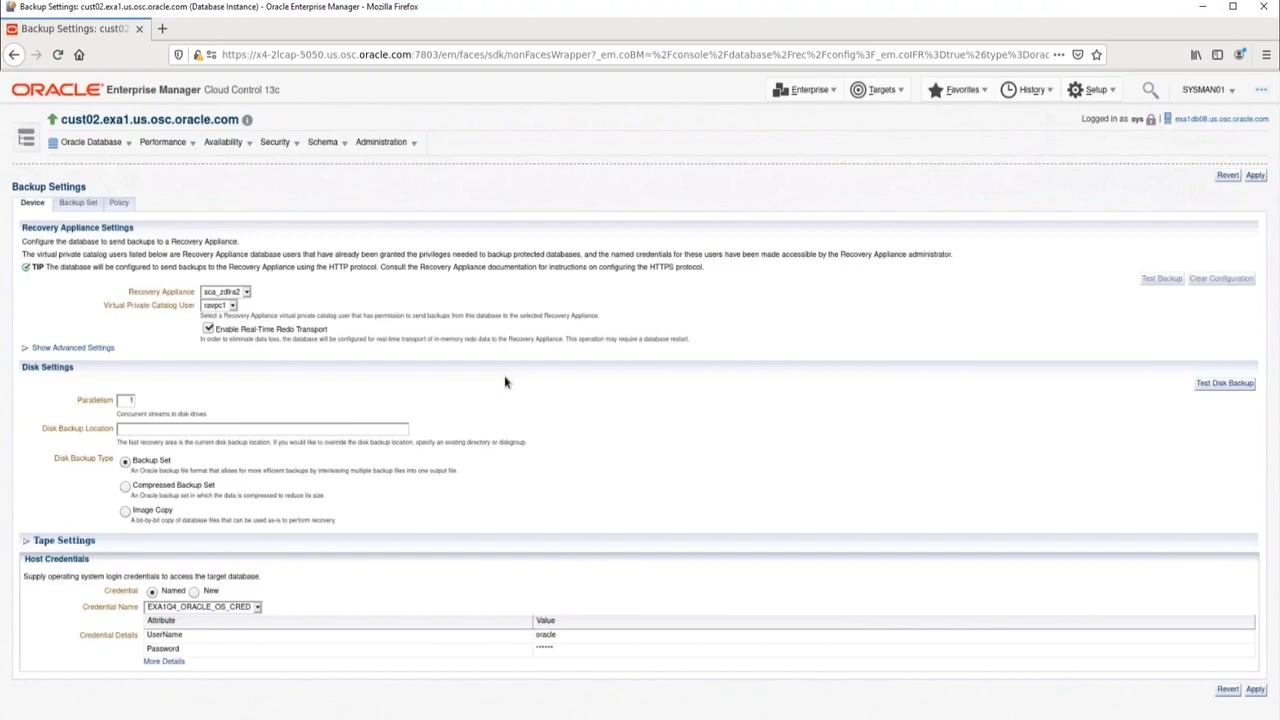 Backup Settings: cust02.exa1.us.osc.oracle.com (Database Instance) - Oracle Enterprise Manager - Mozilla Firefox
Backup Settings: cust02
https://x4-2lcap-5050.us.osc.oracle.com:7803/em/faces/sdk/nonFacesWrapper?_em.coBM=%2Fconsole%2Fdatabase%2Frec%2Fconfig%3F_em.coIFR%3Dtrue%26type%3Dorac
ORACLE Enterprise Manager Cloud Control 13c
Enterprise Targets Favorites History Setup SYSMAN01
cust02.exa1.us.osc.oracle.com
Logged in as sys | exa1db08.us.osc.oracle.com
Oracle Database Performance Availability Security Schema Administration
Revert Apply
Backup Settings
Device Backup Set Policy
Recovery Appliance Settings
Configure the database to send backups to a Recovery Appliance.
The virtual private catalog users listed below are Recovery Appliance database users that have already been granted the privileges needed to backup protected databases, and the named credentials for these users have been made accessible by the Recovery Appliance administrator.
TIP The database will be configured to send backups to the Recovery Appliance using the HTTP protocol. Consult the Recovery Appliance documentation for instructions on configuring the HTTPS protocol.
Test Backup Clear Configuration
Recovery Appliance sca_zdlra2
Virtual Private Catalog User ravpc1
Select a Recovery Appliance virtual private catalog user that has permission to send backups from this database to the selected Recovery Appliance.
Enable Real-Time Redo Transport
In order to eliminate data loss, the database will be configured for real-time transport of in-memory redo data to the Recovery Appliance. This operation may require a database restart.
Show Advanced Settings
Disk Settings
Test Disk Backup
Parallelism 1
Concurrent streams to disk drives
Disk Backup Location
The fast recovery area is the current disk backup location. If you would like to override the disk backup location, specify an existing directory or diskgroup.
Disk Backup Type Backup Set
An Oracle backup file format that allows for more efficient backups by interleaving multiple backup files into one output file.
Compressed Backup Set
An Oracle backup set in which the data is compressed to reduce its size.
Image Copy
A bit-by-bit copy of database files that can be used as-is to perform recovery.
Tape Settings
Host Credentials
Supply operating system login credentials to access the target database.
Credential Named New
Credential Name EXA1Q4_ORACLE_OS_CRED
Attribute Value
Credential Details UserName oracle
Password ******
More Details
Revert Apply